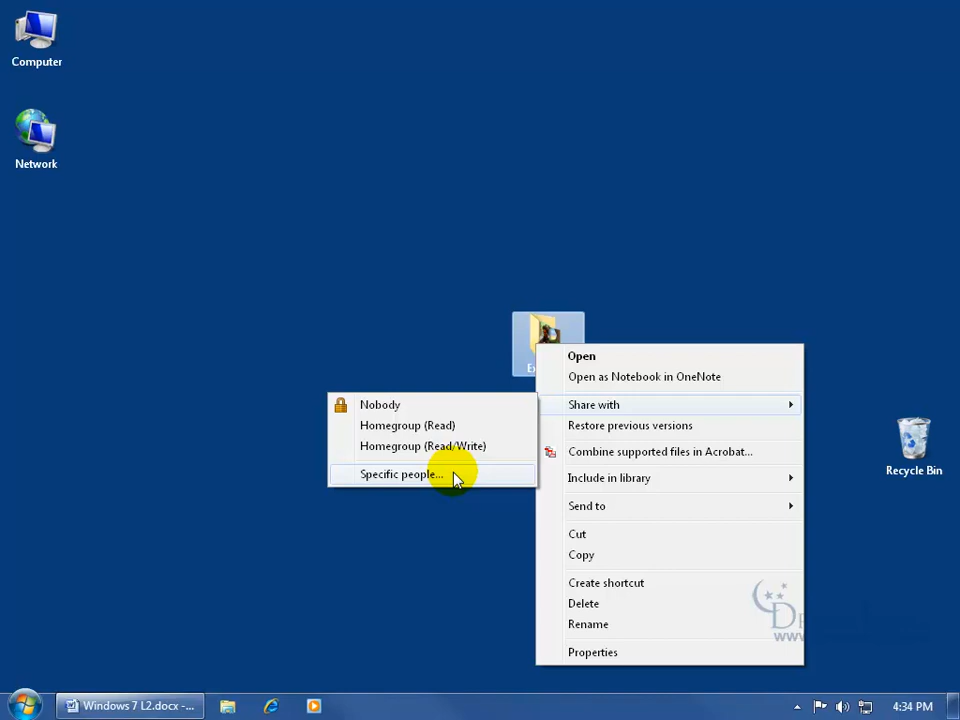 Computer
Network
Open
Open as Notebook in OneNote
Share with
Restore previous versions
Combine supported files in Acrobat...
Include in library
Send to
Cut
Copy
Create shortcut
Delete
Rename
Properties
Nobody
Homegroup (Read)
Homegroup (Read/Write)
Specific people...
Recycle Bin
Windows 7 L2.docx -...
4:34 PM